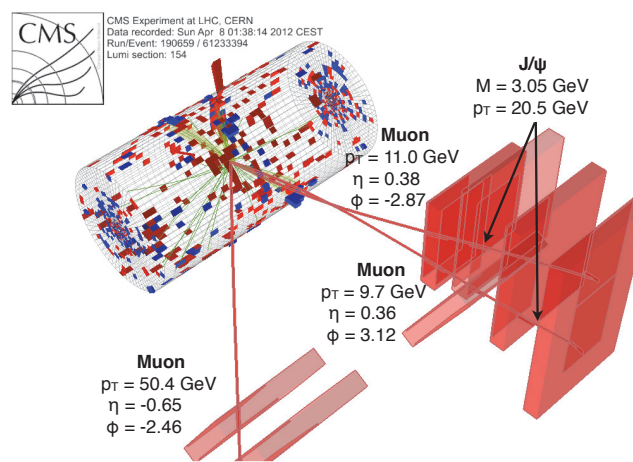 CMS
CMS Experiment at LHC, CERN
Data recorded: Sun Apr 8 01:38:14 2012 CEST
Run/Event: 190659 / 61233394
Lumi section: 154
J/ψ
M = 3.05 GeV
pT = 20.5 GeV
Muon
pT = 11.0 GeV
η = 0.38
ϕ = -2.87
Muon
pT = 9.7 GeV
η = 0.36
ϕ = 3.12
Muon
pT = 50.4 GeV
η = -0.65
ϕ = -2.46